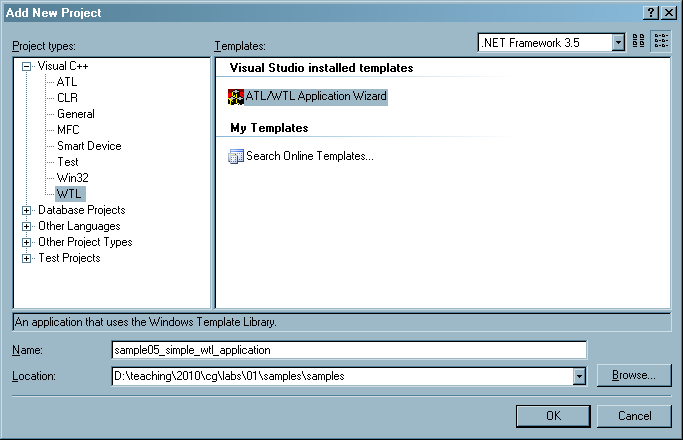 Add New Project
Project types:
Templates:
.NET Framework 3.5
Visual C++
ATL
CLR
General
MFC
Smart Device
Test
Win32
WTL
Database Projects
Other Languages
Other Project Types
Test Projects
Visual Studio installed templates
ATL/WTL Application Wizard
My Templates
Search Online Templates...
An application that uses the Windows Template Library.
Name:
sample05_simple_wtl_application
Location:
D:\teaching\2010\cg\labs\01\samples\samples
Browse...
OK
Cancel